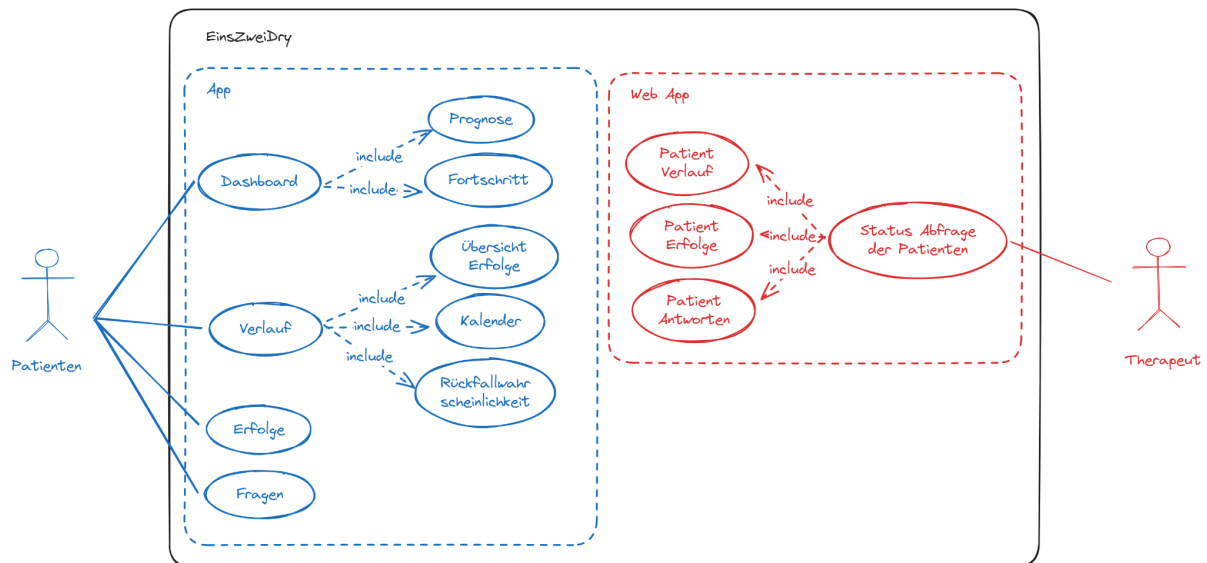 EinsZweiDry
App
Prognose
include
Dashboard
include
Fortschritt
Übersicht
Erfolge
include
Verlauf
include
Kalender
include
Rückfallwahr
scheinlichkeit
Erfolge
Fragen
Patienten
Web App
Patient
Verlauf
include
Patient
Erfolge
include
Status Abfrage
der Patienten
include
Patient
Antworten
Therapeut